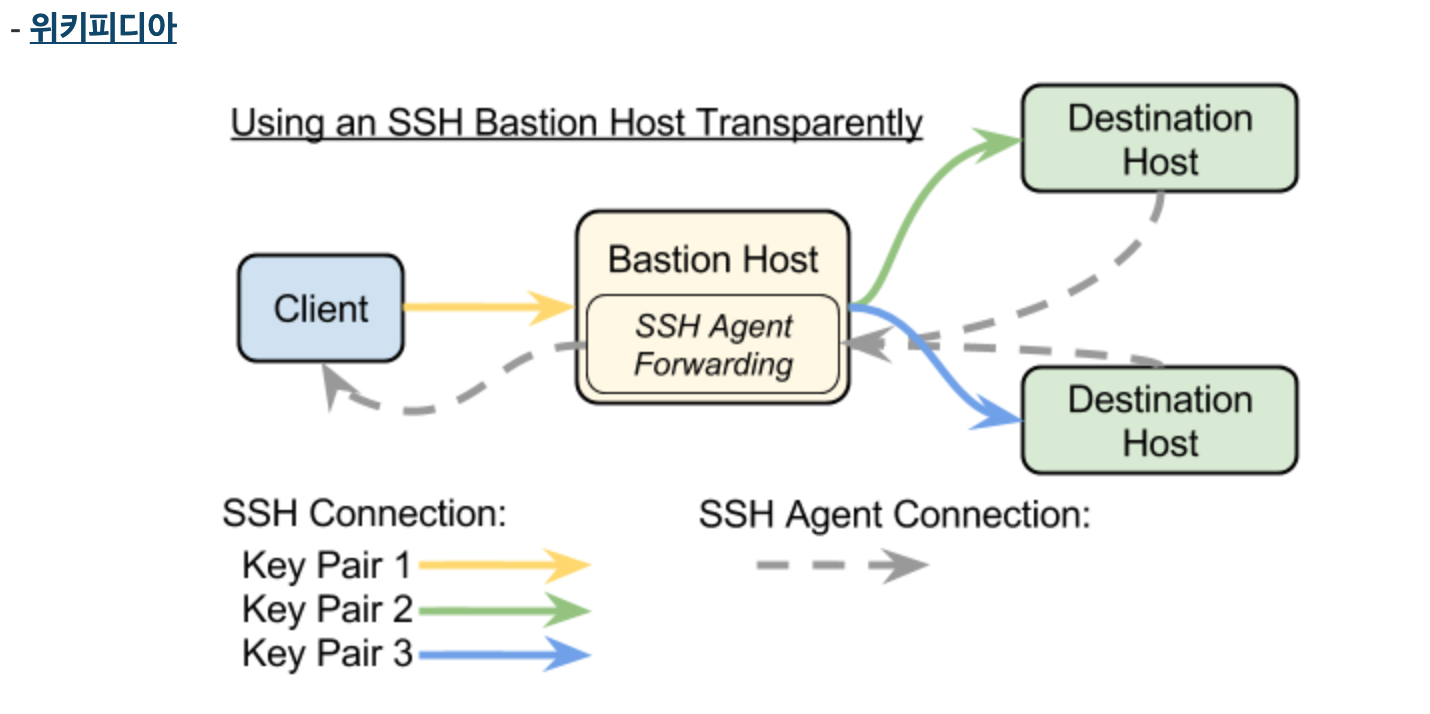 - 위키피디아
Using an SSH Bastion Host Transparently
Destination
Host
Bastion Host
Client
SSH Agent
Forwarding
Destination
Host
SSH Connection:
Key Pair 1
Key Pair 2
Key Pair 3
SSH Agent Connection: